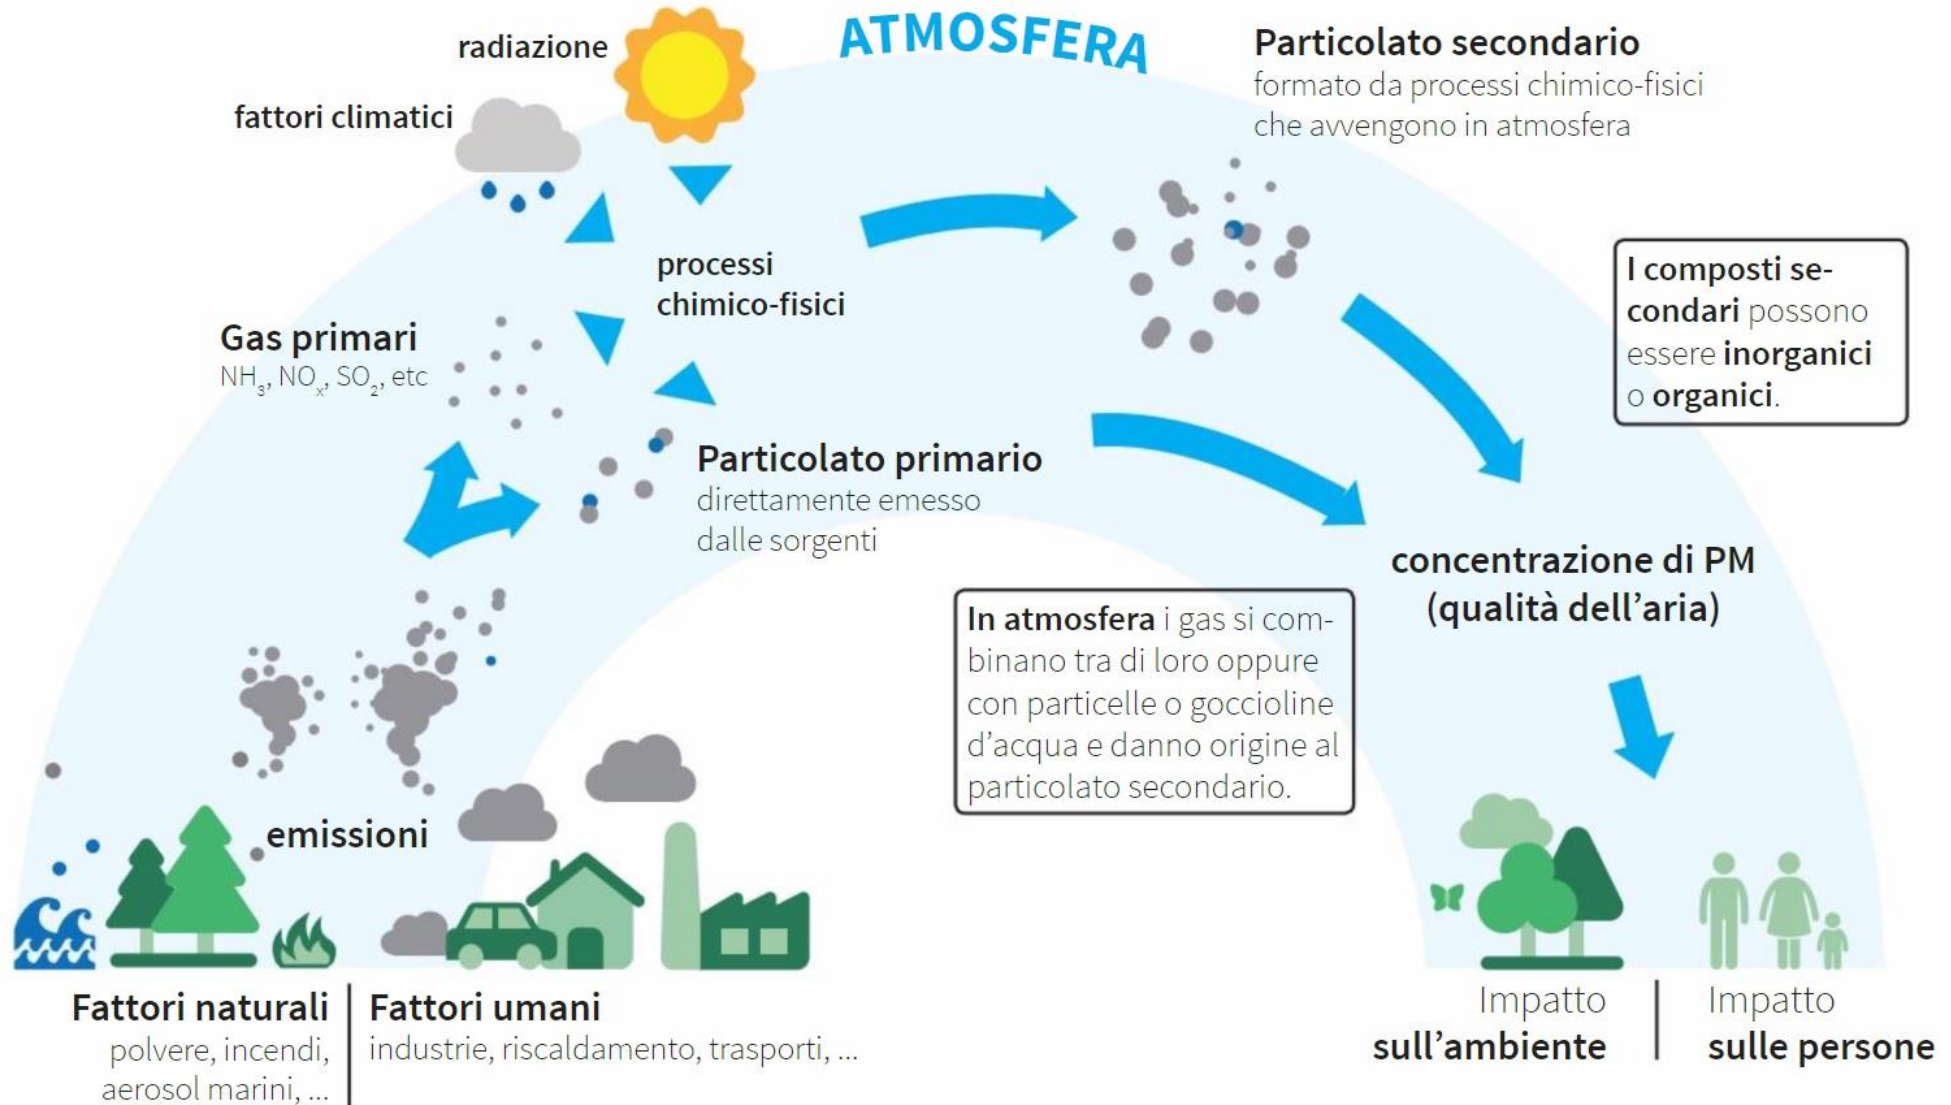 ATMOSFERA
radiazione
fattori climatici
Particolato secondario
formato da processi chimico-fisici
che avvengono in atmosfera
processi
chimico-fisici
Gas primari
NH₃, NOₓ, SO₂, etc
I composti se-
condari possono
essere inorganici
o organici.
Particolato primario
direttamente emesso
dalle sorgenti
concentrazione di PM
(qualità dell'aria)
In atmosfera i gas si com-
binano tra di loro oppure
con particelle o goccioline
d'acqua e danno origine al
particolato secondario.
emissioni
Fattori naturali
polvere, incendi,
aerosol marini, ...
Fattori umani
industrie, riscaldamento, trasporti, ...
Impatto
sull'ambiente
Impatto
sulle persone